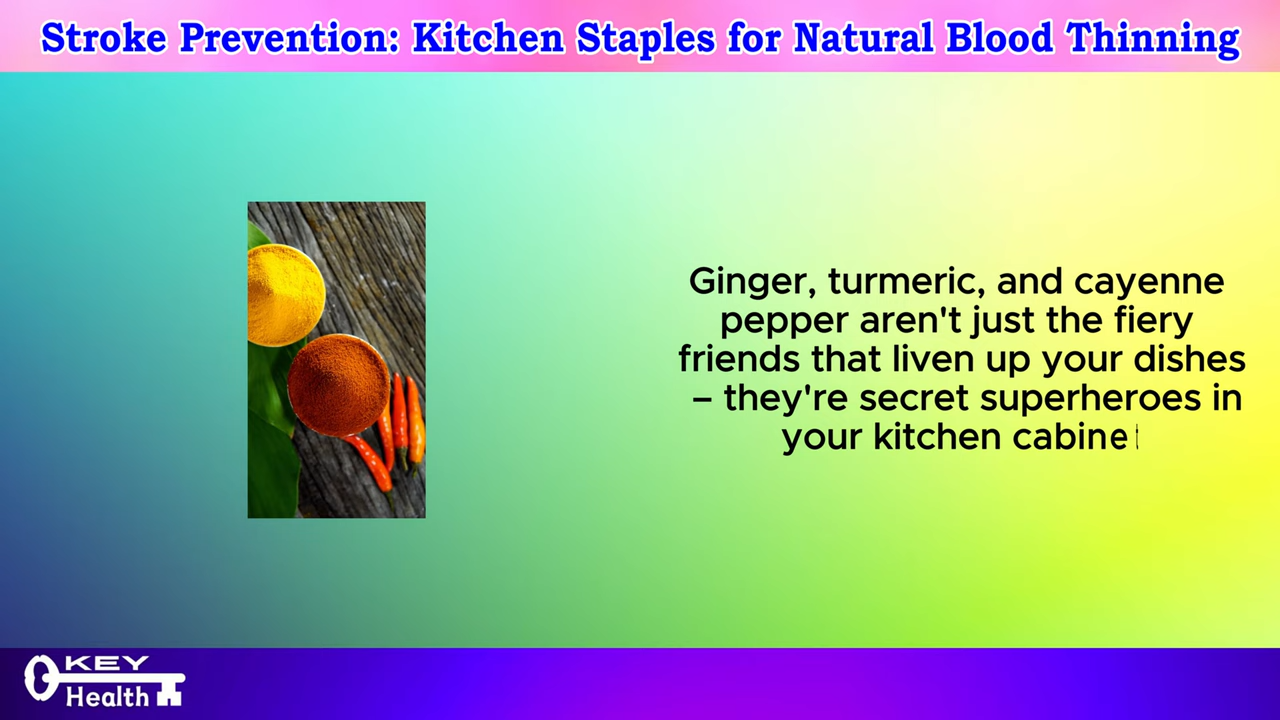 Stroke Prevention: Kitchen Staples for Natural Blood Thinning
Ginger, turmeric, and cayenne
pepper aren't just the fiery
friends that liven up your dishes
– they're secret superheroes in
your kitchen cabinet
KEY
Health